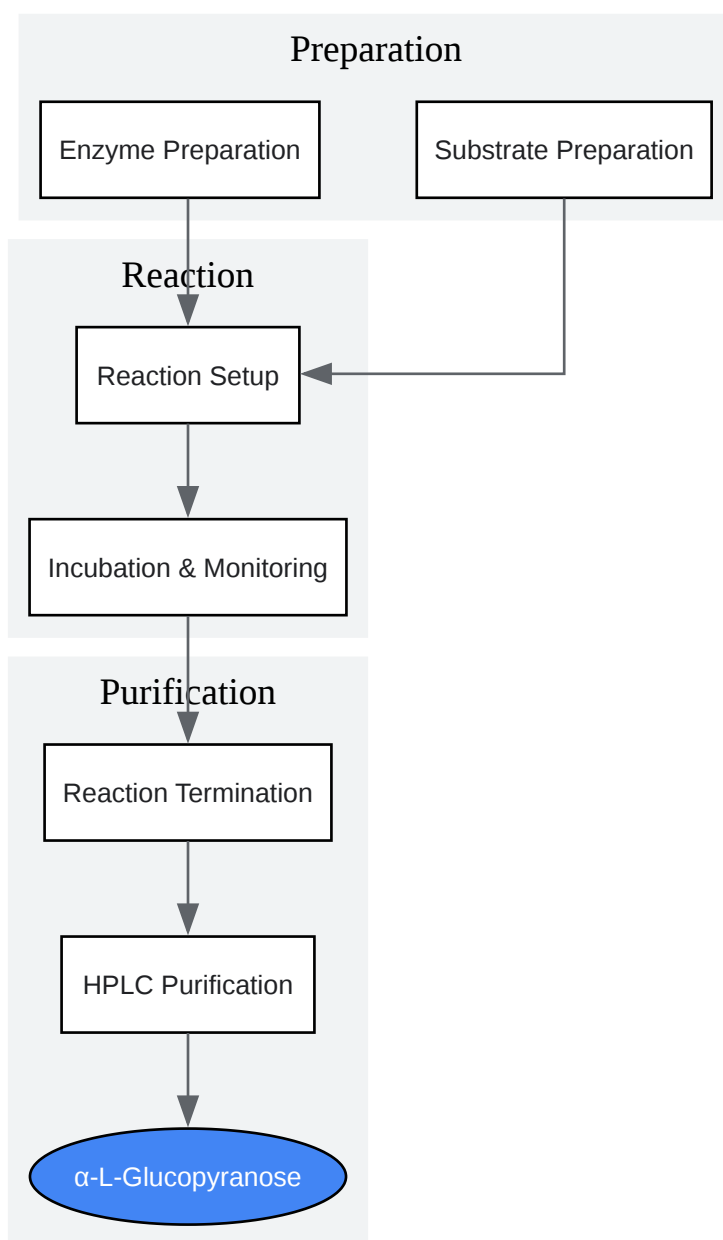 Preparation
Enzyme Preparation
Substrate Preparation
Reaction
Reaction Setup
Incubation & Monitoring
Purification
Reaction Termination
HPLC Purification
α-L-Glucopyranose